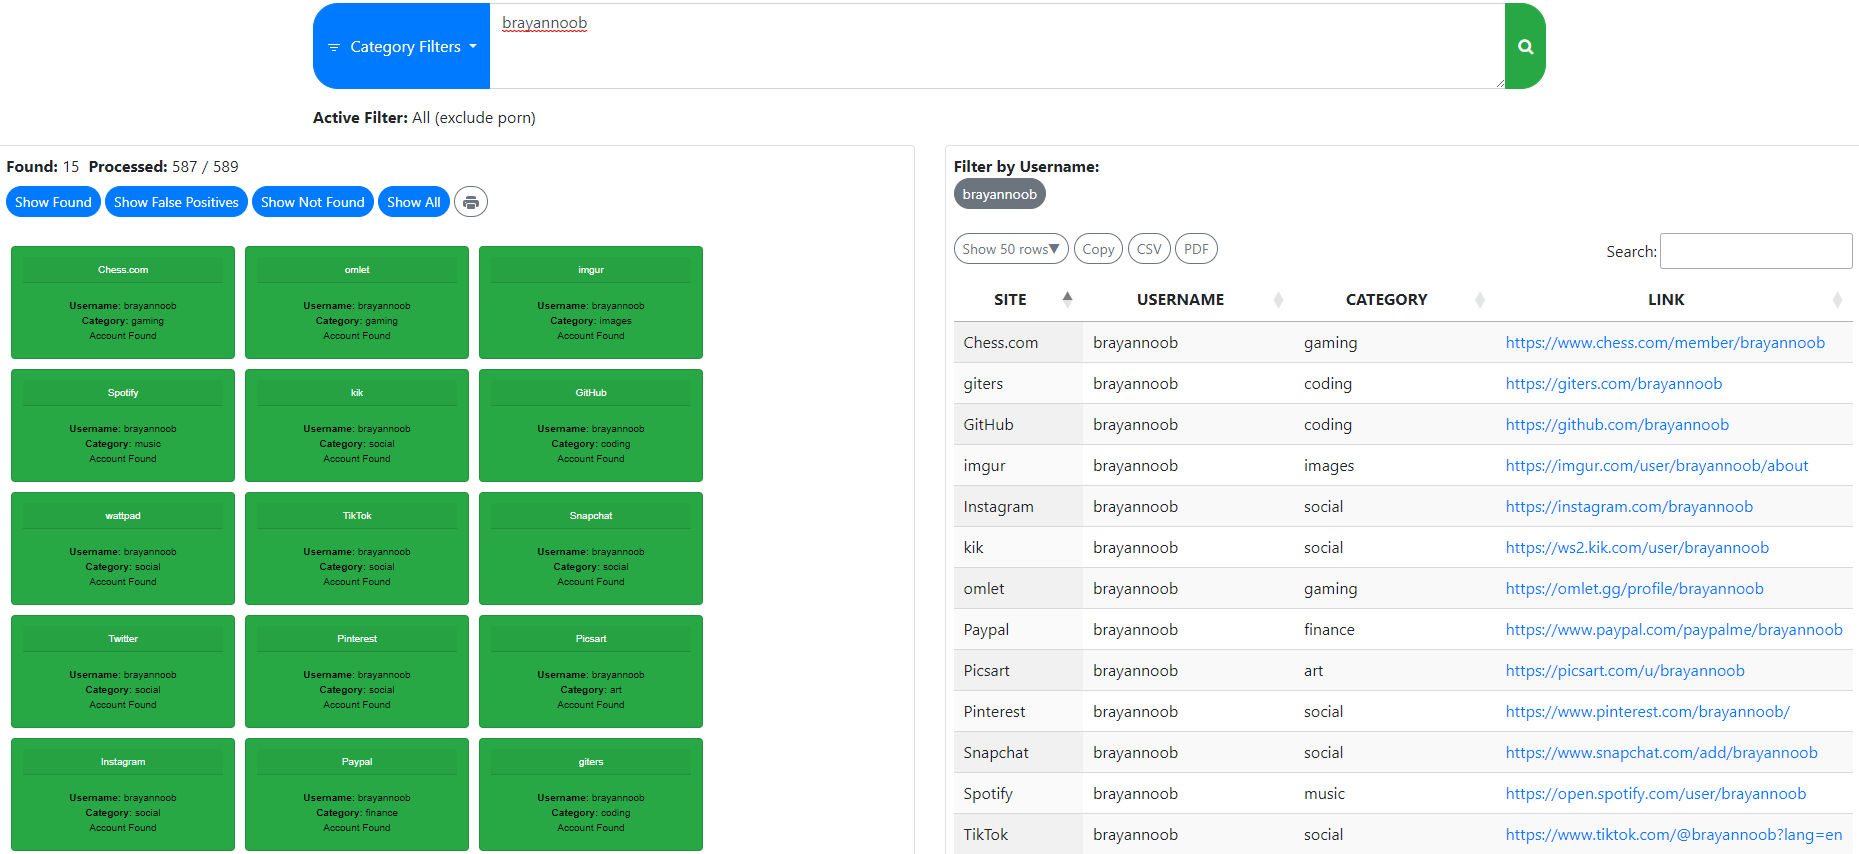 Category Filters
brayannoob
Active Filter: All (exclude porn)
Found: 15 Processed: 587 / 589
Show Found Show False Positives Show Not Found Show All
Chess.com omlet imgur
Username: brayannoob Username: brayannoob Username: brayannoob
Category: gaming Category: gaming Category: images
Account Found Account Found Account Found
Spotify kik GitHub
Username: brayannoob Username: brayannoob Username: brayannoob
Category: music Category: social Category: coding
Account Found Account Found Account Found
wattpad TikTok Snapchat
Username: brayannoob Username: brayannoob Username: brayannoob
Category: social Category: social Category: social
Account Found Account Found Account Found
Twitter Pinterest Picsart
Username: brayannoob Username: brayannoob Username: brayannoob
Category: social Category: social Category: art
Account Found Account Found Account Found
Instagram Paypal giters
Username: brayannoob Username: brayannoob Username: brayannoob
Category: social Category: finance Category: coding
Account Found Account Found Account Found
Filter by Username:
brayannoob
Show 50 rows▼ Copy CSV PDF Search:
SITE USERNAME CATEGORY LINK
Chess.com brayannoob gaming https://www.chess.com/member/brayannoob
giters brayannoob coding https://giters.com/brayannoob
GitHub brayannoob coding https://github.com/brayannoob
imgur brayannoob images https://imgur.com/user/brayannoob/about
Instagram brayannoob social https://instagram.com/brayannoob
kik brayannoob social https://ws2.kik.com/user/brayannoob
omlet brayannoob gaming https://omlet.gg/profile/brayannoob
Paypal brayannoob finance https://www.paypal.com/paypalme/brayannoob
Picsart brayannoob art https://picsart.com/u/brayannoob
Pinterest brayannoob social https://www.pinterest.com/brayannoob/
Snapchat brayannoob social https://www.snapchat.com/add/brayannoob
Spotify brayannoob music https://open.spotify.com/user/brayannoob
TikTok brayannoob social https://www.tiktok.com/@brayannoob?lang=en